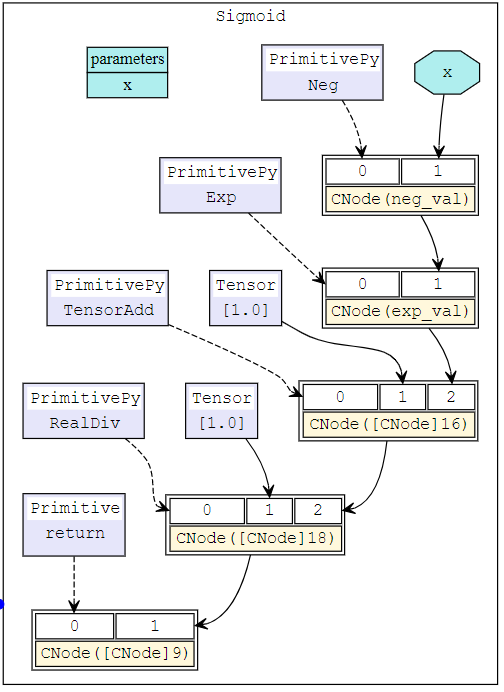 Sigmoid
parameters
x
PrimitivePy
Neg
x
0 1
CNode(neg_val)
PrimitivePy
Exp
0 1
CNode(exp_val)
PrimitivePy
TensorAdd
Tensor
[1.0]
0 1 2
CNode([CNode]16)
PrimitivePy
RealDiv
Tensor
[1.0]
0 1 2
CNode([CNode]18)
Primitive
return
0 1
CNode([CNode]9)